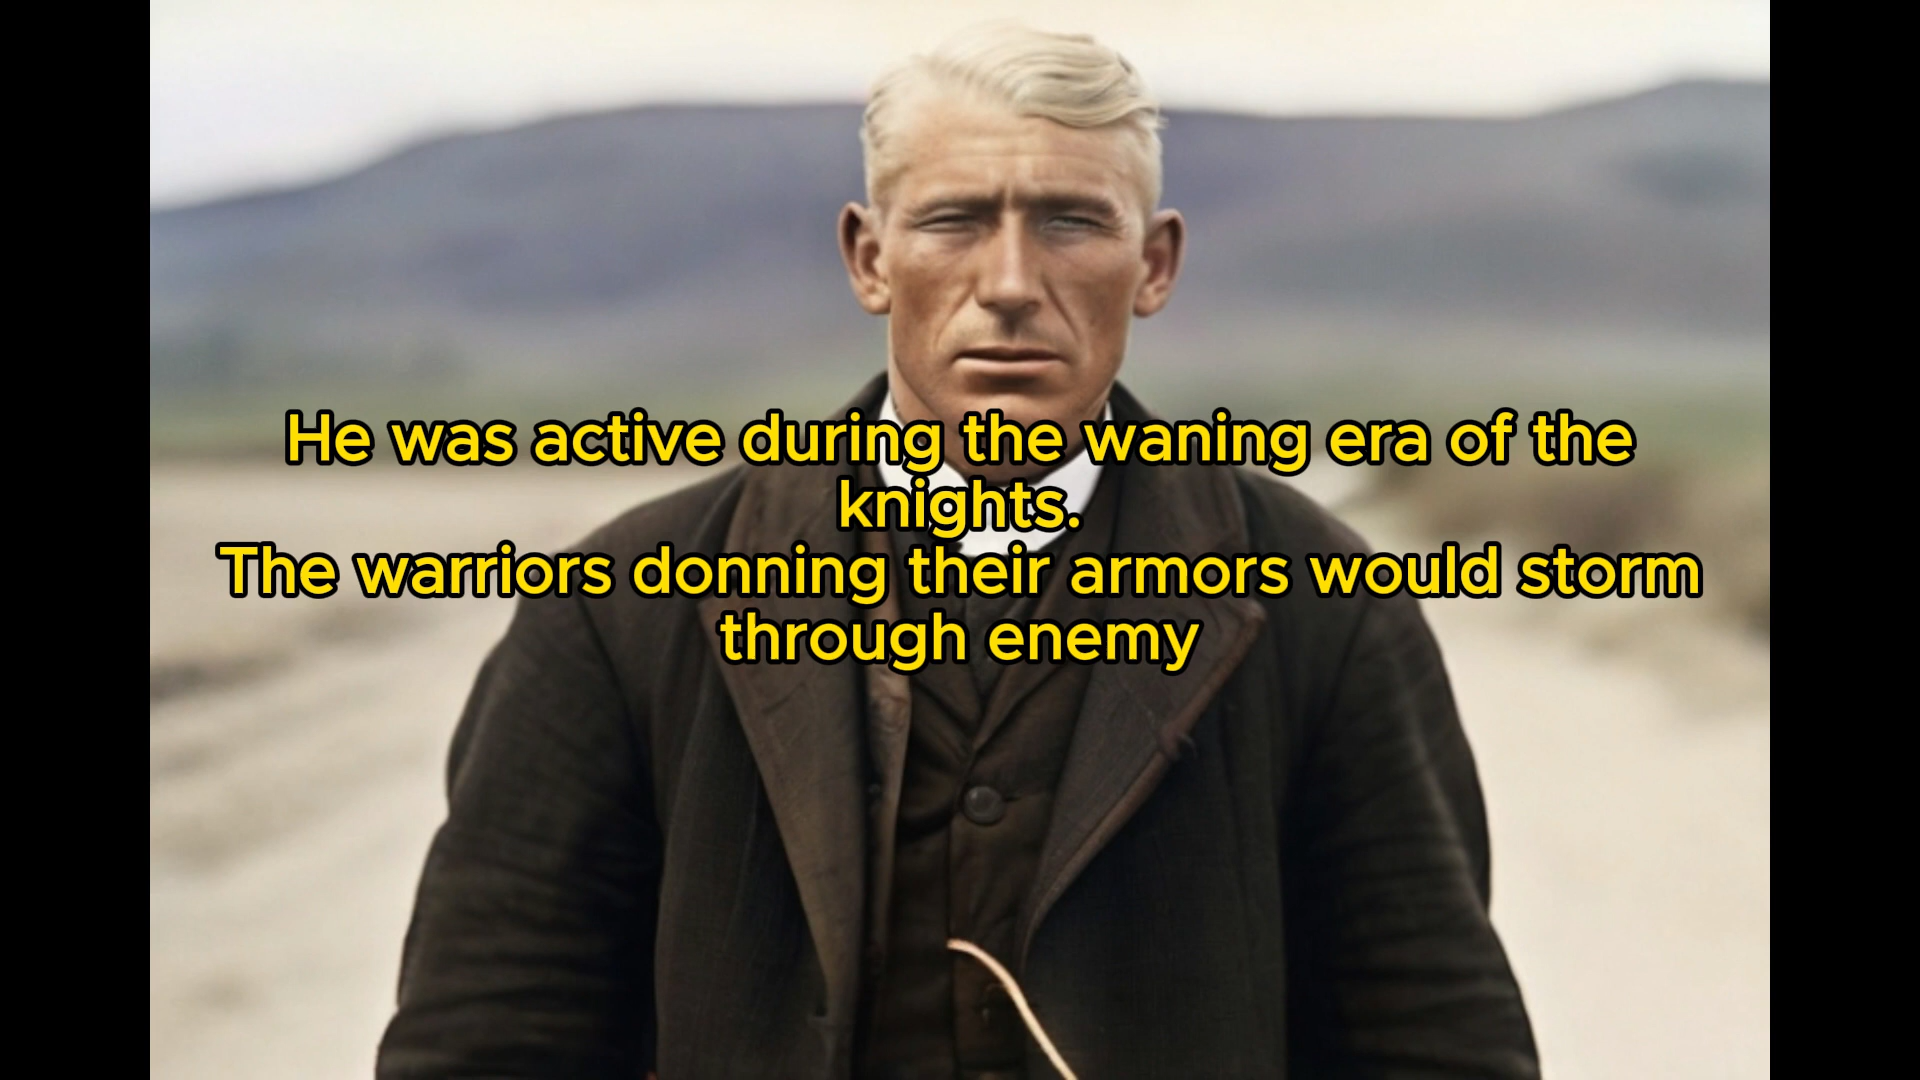 He was active during the waning era of the
knights.
The warriors donning their armors would storm
through enemy